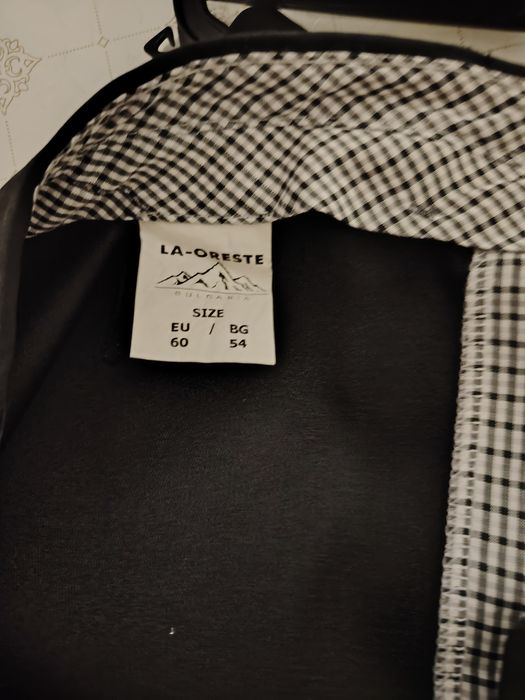 LA-ORESTE
BULGARIA
SIZE
EU / BG
60 54